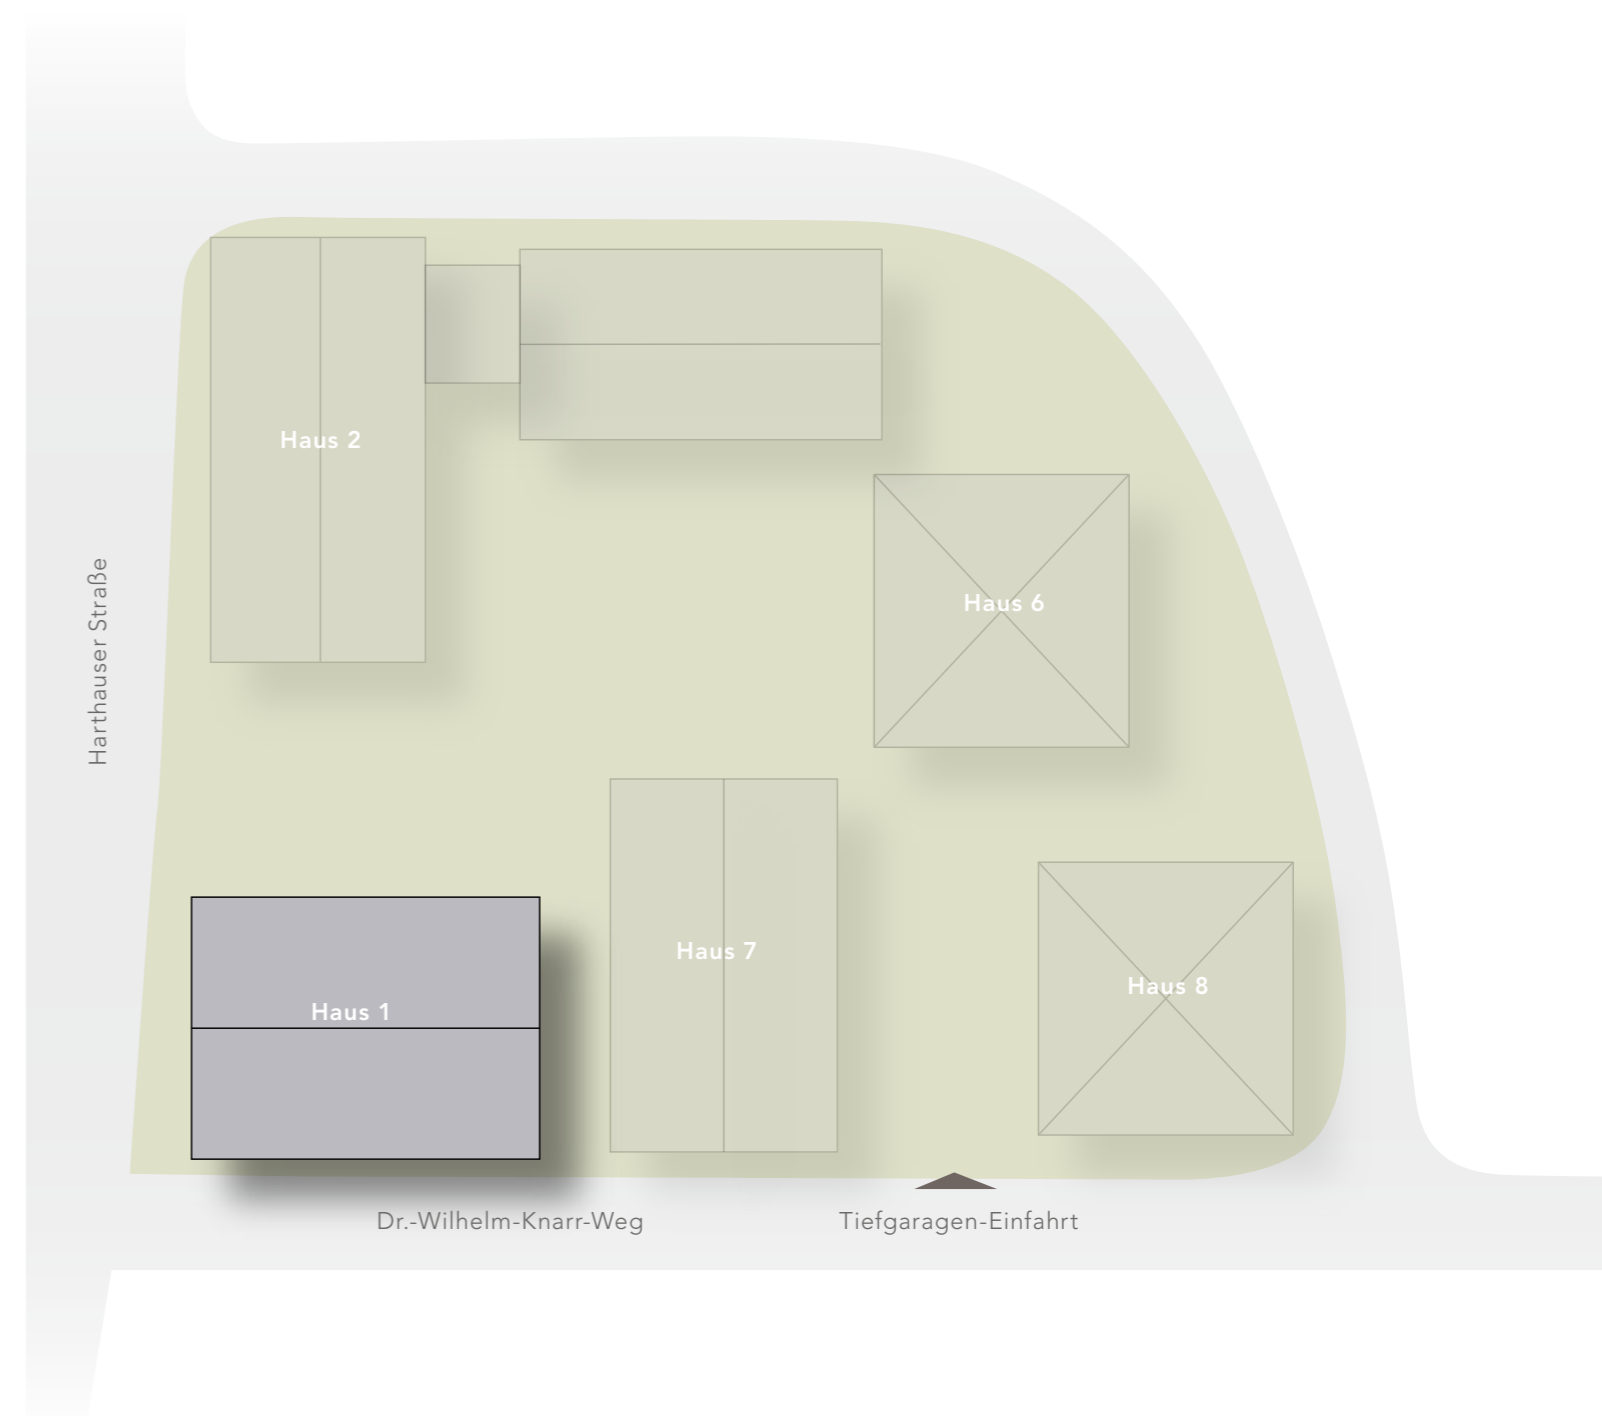 Haus 2
Haus 6
Harthauser Straße
Haus 7
Haus 8
Haus 1
Dr.-Wilhelm-Knarr-Weg
Tiefgaragen-Einfahrt